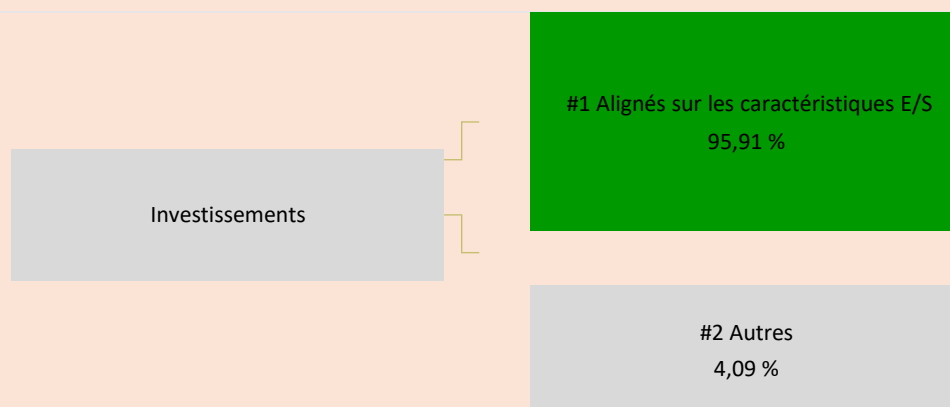 #1 Alignés sur les caractéristiques E/S
95,91 %
Investissements
#2 Autres
4,09 %